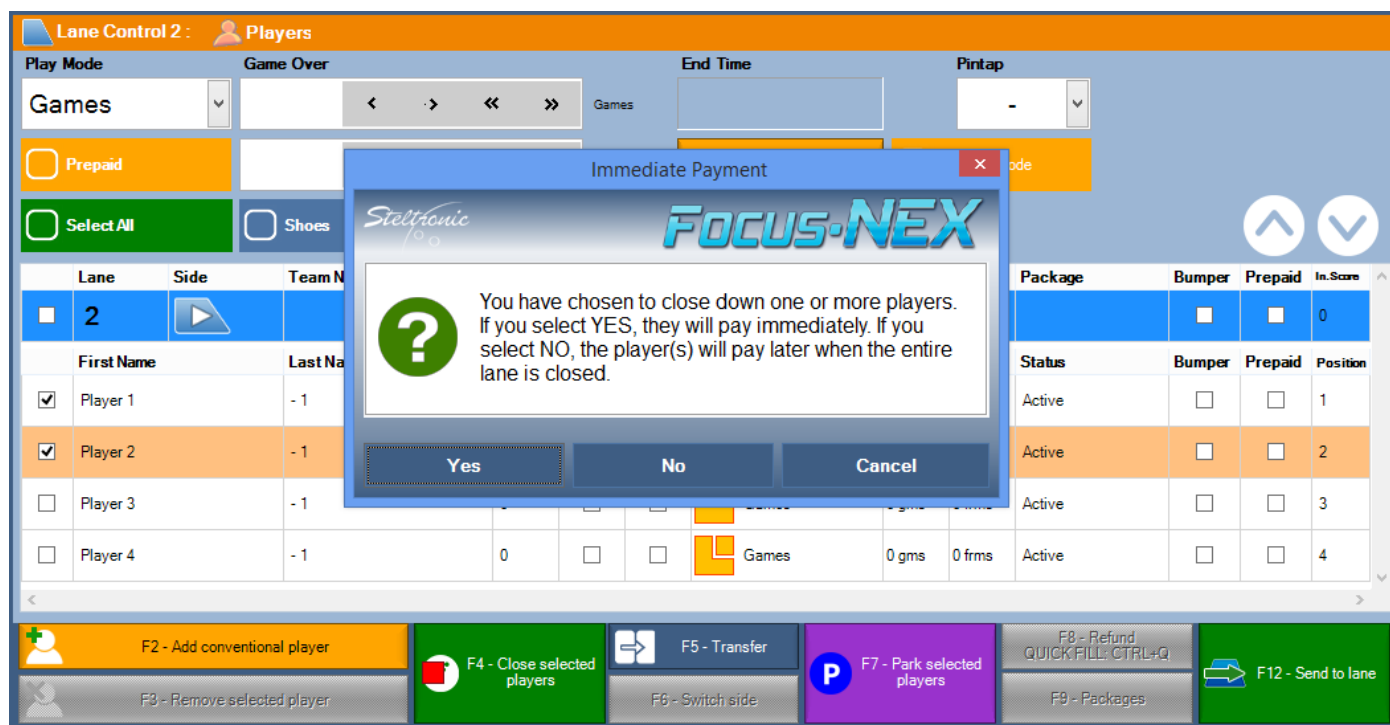 Lane Control 2 : Players
Play Mode Game Over End Time Pintap
Games < > << >> Games -
Prepaid ode
Immediate Payment
Select All Shoes
Steltronic FOCUS-NEX
You have chosen to close down one or more players.
If you select YES, they will pay immediately. If you
select NO, the player(s) will pay later when the entire
lane is closed.
Yes No Cancel
Lane Side Team N Package Bumper Prepaid In.Score
2 0
First Name Last Na Status Bumper Prepaid Position
Player 1 - 1 Active 1
Player 2 - 1 Active 2
Player 3 - 1 Active 3
Player 4 - 1 0 Games 0 gms 0 frms Active 4
F2 - Add conventional player
F3 - Remove selected player
F4 - Close selected
players
F5 - Transfer
F6 - Switch side
P
F7 - Park selected
players
F8 - Refund
QUICK FILL: CTRL+Q
F9 - Packages
F12 - Send to lane